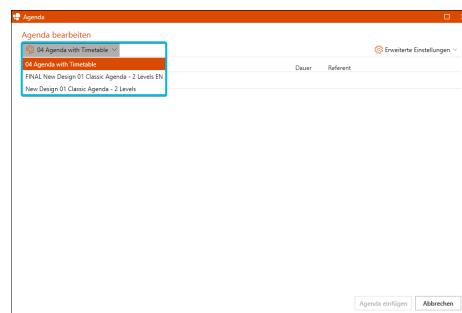 Agenda
Agenda bearbeiten
04 Agenda with Timetable
Erweiterte Einstellungen
04 Agenda with Timetable
Dauer Referent
FINAL New Design 01 Classic Agenda - 2 Levels EN
New Design 01 Classic Agenda - 2 Levels
Agenda einfügen Abbrechen